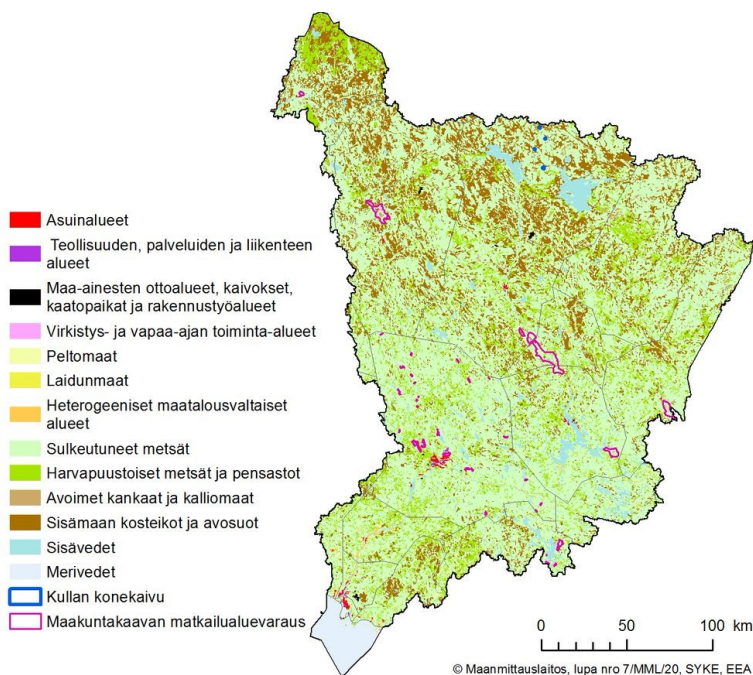 Asuinalueet
Teollisuuden, palveluiden ja liikenteen
alueet
Maa-ainesten ottoalueet, kaivokset,
kaatopaikat ja rakennustyöalueet
Virkistys- ja vapaa-ajan toiminta-alueet
Peltomaat
Laidunmaat
Heterogeeniset maatalousvaltaiset
alueet
Sulkeutuneet metsät
Harvapuustoiset metsät ja pensastot
Avoimet kankaat ja kalliomaat
Sisämaan kosteikot ja avosuot
Sisävedet
Merivedet
Kullan konekaivu
Maakuntakaavan matkailualuevaraus
0 50 100 km
© Maanmittauslaitos, lupa nro 7/MML/20, SYKE, EEA